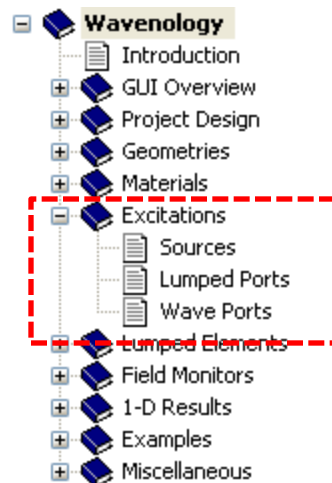 Wavenology
Introduction
GUI Overview
Project Design
Geometries
Materials
Excitations
Sources
Lumped Ports
Wave Ports
Lumped Elements
Field Monitors
1-D Results
Examples
Miscellaneous